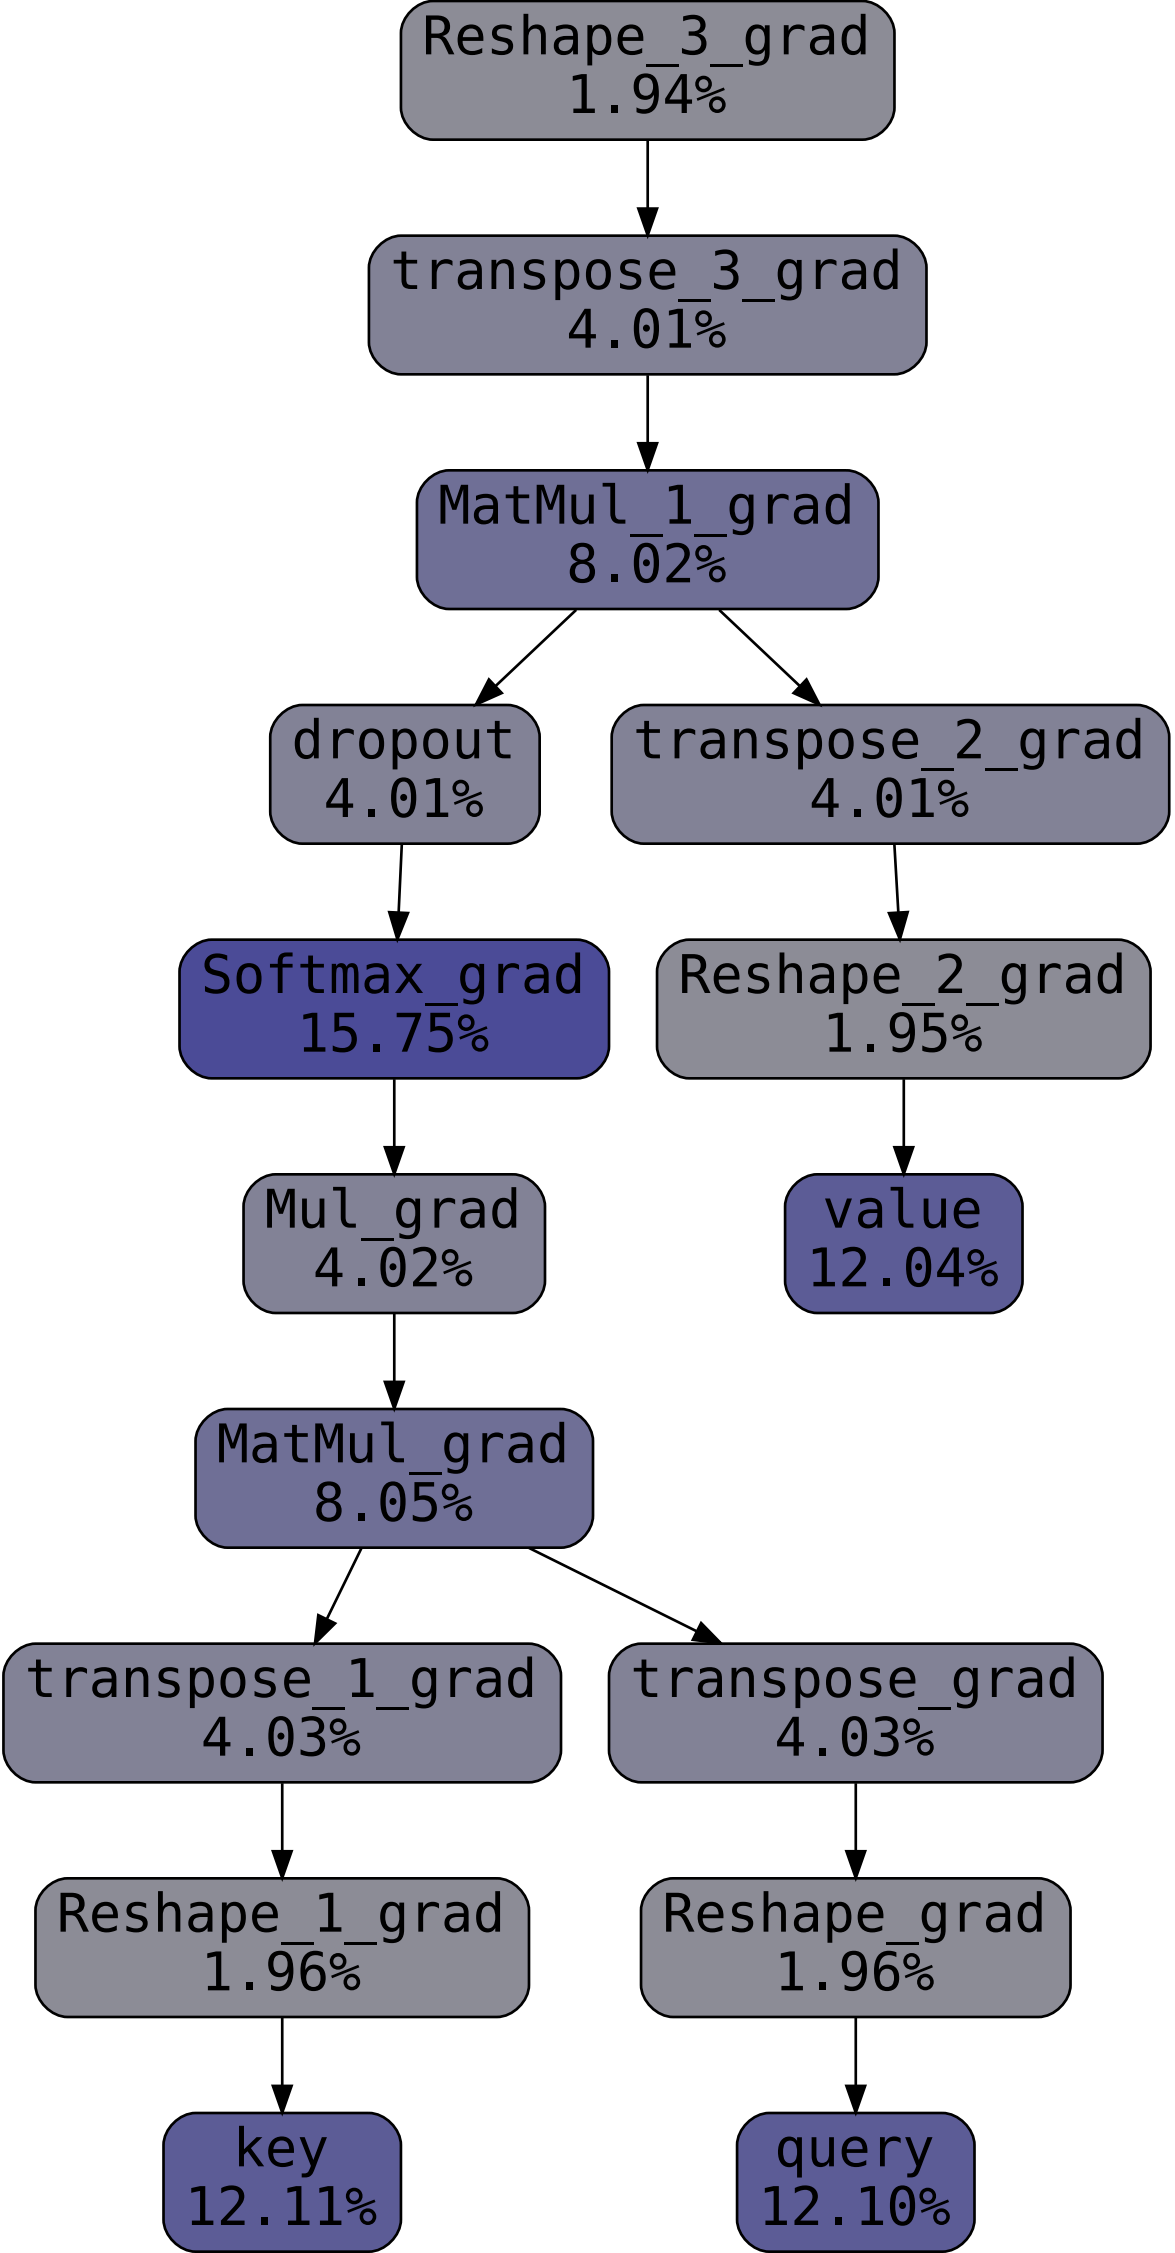 Reshape_3_grad
1.94%
transpose_3_grad
4.01%
MatMul_1_grad
8.02%
dropout
4.01%
transpose_2_grad
4.01%
Softmax_grad
15.75%
Reshape_2_grad
1.95%
Mul_grad
4.02%
value
12.04%
MatMul_grad
8.05%
transpose_1_grad
4.03%
transpose_grad
4.03%
Reshape_1_grad
1.96%
Reshape_grad
1.96%
key
12.11%
query
12.10%